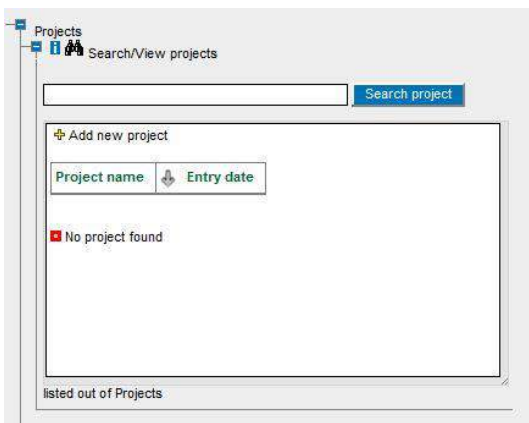 Projects
Search/View projects
Search project
Add new project
Project name Entry date
No project found
listed out of Projects